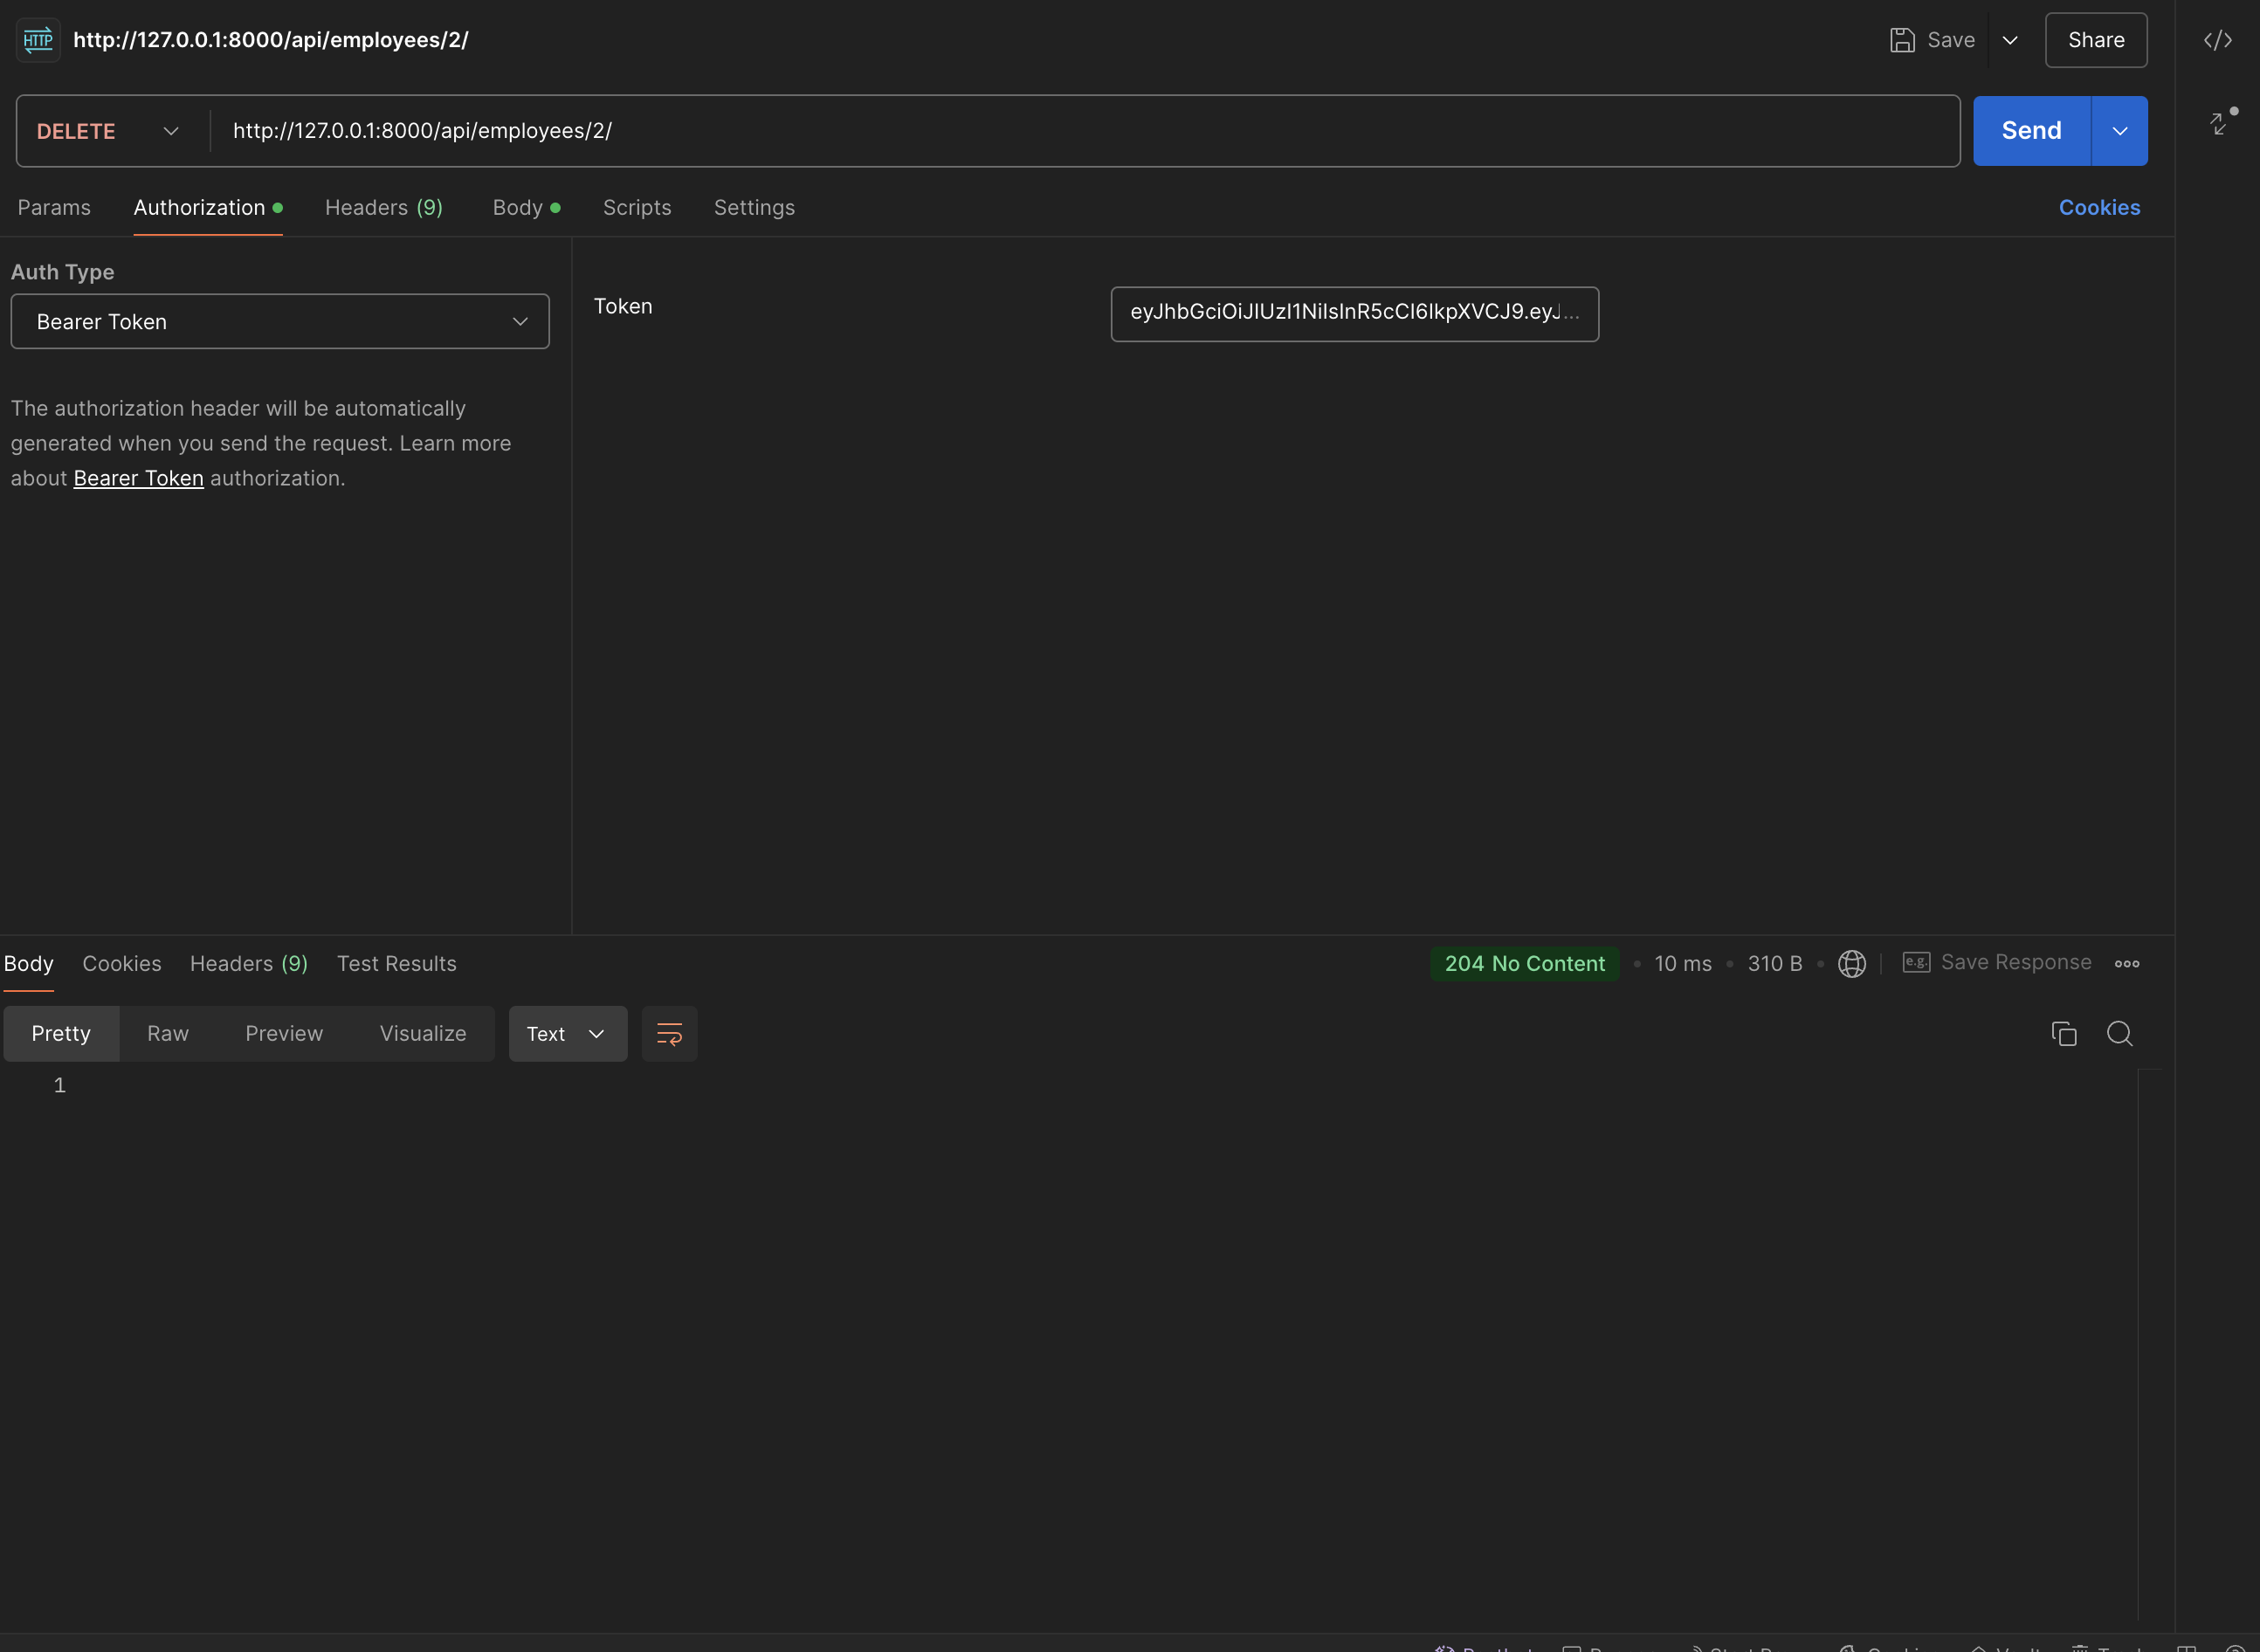 HTTP http://127.0.0.1:8000/api/employees/2/ Save Share
DELETE http://127.0.0.1:8000/api/employees/2/ Send
Params Authorization Headers (9) Body Scripts Settings Cookies
Auth Type
Bearer Token
Token eyJhbGciOiJIUzI1NiIsInR5cCI6IkpXVCJ9.eyJ...
The authorization header will be automatically
generated when you send the request. Learn more
about Bearer Token authorization.
Body Cookies Headers (9) Test Results 204 No Content 10 ms 310 B e.g. Save Response
Pretty Raw Preview Visualize Text
1